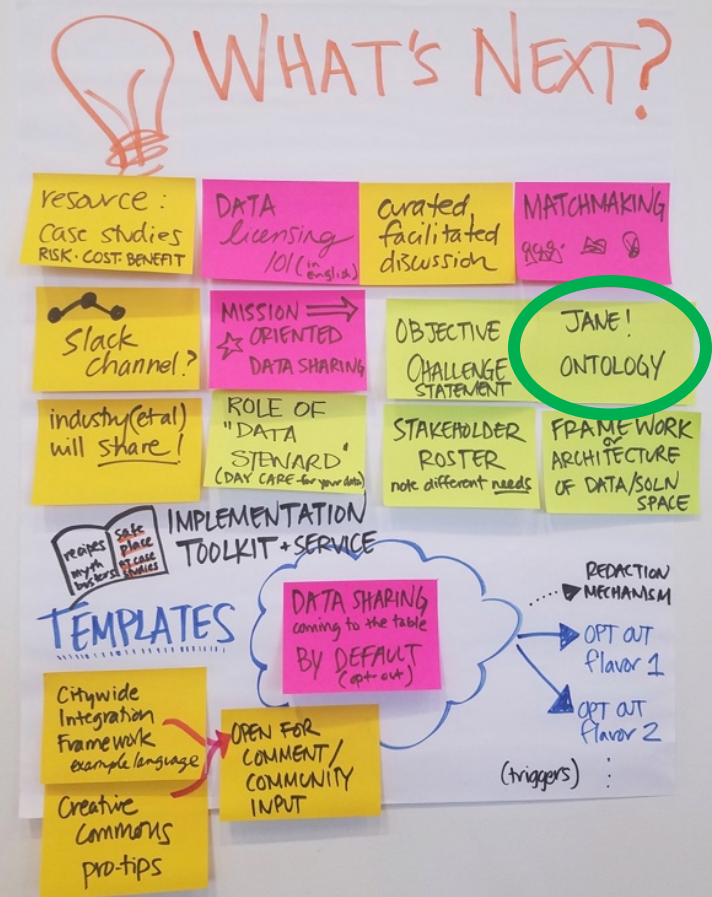 WHAT'S NEXT?
resource:
case studies
RISK · COST · BENEFIT
DATA
licensing
101 (in english)
curated,
facilitated
discussion
MATCHMAKING
Slack
channel?
MISSION
ORIENTED
DATA SHARING
OBJECTIVE
CHALLENGE
STATEMENT
JANE!
ONTOLOGY
industry (et al)
will share!
ROLE OF
"DATA
STEWARD"
(DAY CARE for your data)
STAKEHOLDER
ROSTER
note different needs
FRAMEWORK
or
ARCHITECTURE
OF DATA/SOLN
SPACE
recipes
myth
busters
safe
place
case
studies
IMPLEMENTATION
TOOLKIT + SERVICE
TEMPLATES
DATA SHARING
coming to the table
BY DEFAULT
(opt-out)
REDACTION
MECHANISM
OPT OUT
flavor 1
OPT OUT
flavor 2
(triggers)
Citywide
Integration
Framework
example language
OPEN FOR
COMMENT/
COMMUNITY
INPUT
Creative
commons
pro-tips